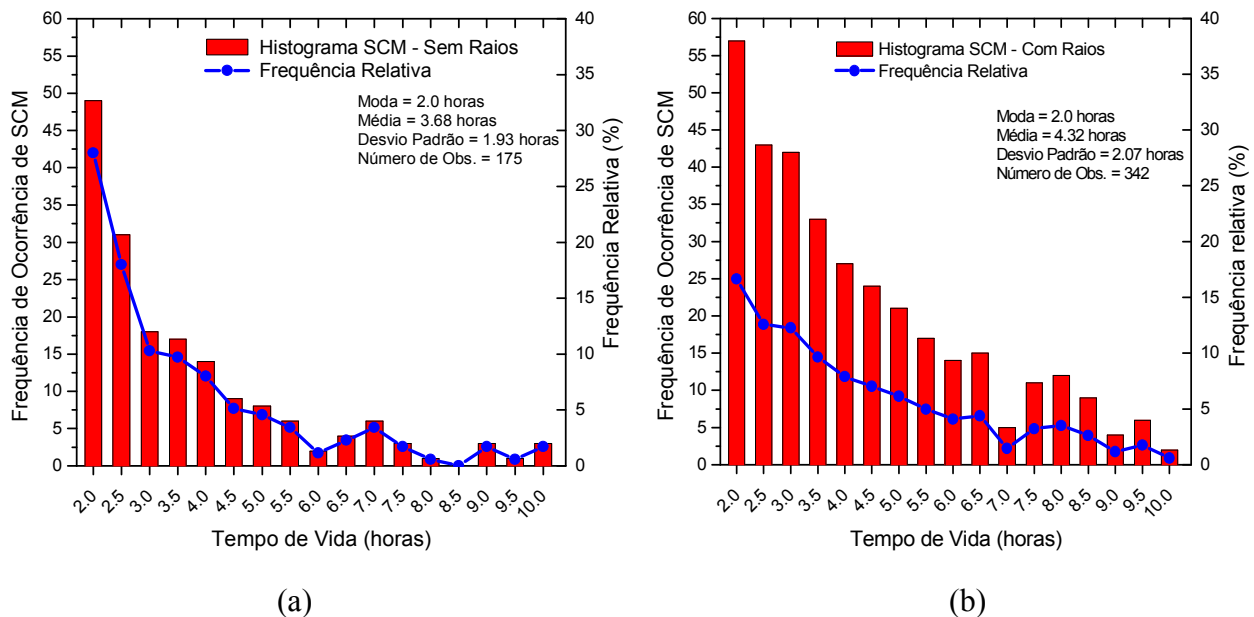 Histograma SCM - Sem Raios
Frequência Relativa
Moda = 2.0 horas
Média = 3.68 horas
Desvio Padrão = 1.93 horas
Número de Obs. = 175
Frequência de Ocorrência de SCM
60
55
50
45
40
35
30
25
20
15
10
5
0
Frequência Relativa (%)
40
35
30
25
20
15
10
5
0
2.0 2.5 3.0 3.5 4.0 4.5 5.0 5.5 6.0 6.5 7.0 7.5 8.0 8.5 9.0 9.5 10.0
Tempo de Vida (horas)
(a)
Histograma SCM - Com Raios
Frequência Relativa
Moda = 2.0 horas
Média = 4.32 horas
Desvio Padrão = 2.07 horas
Número de Obs. = 342
Frequência de Ocorrência de SCM
60
55
50
45
40
35
30
25
20
15
10
5
0
Frequência relativa (%)
40
35
30
25
20
15
10
5
0
2.0 2.5 3.0 3.5 4.0 4.5 5.0 5.5 6.0 6.5 7.0 7.5 8.0 8.5 9.0 9.5 10.0
Tempo de Vida (horas)
(b)